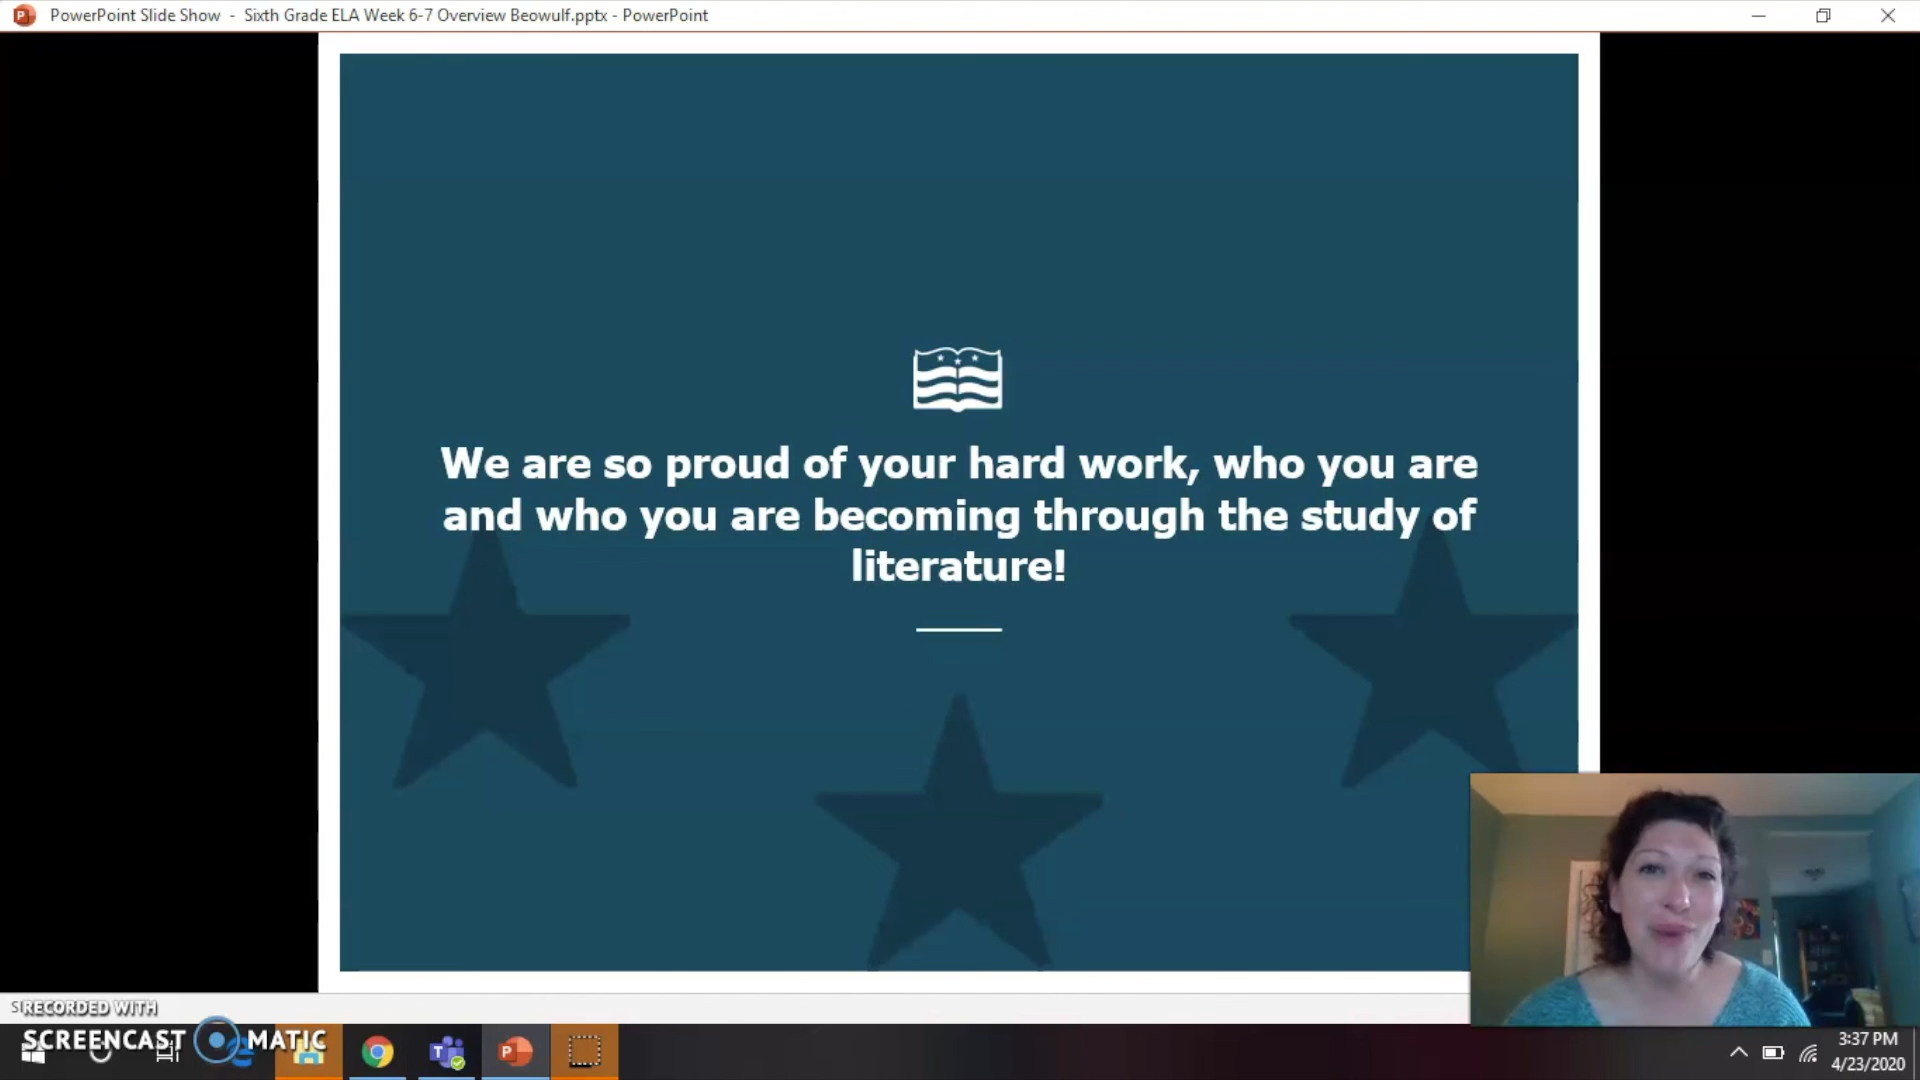 PowerPoint Slide Show - Sixth Grade ELA Week 6-7 Overview Beowulf.pptx - PowerPoint
We are so proud of your hard work, who you are
and who you are becoming through the study of
literature!
RECORDED WITH
SCREENCAST MATIC
3:37 PM
4/23/2020